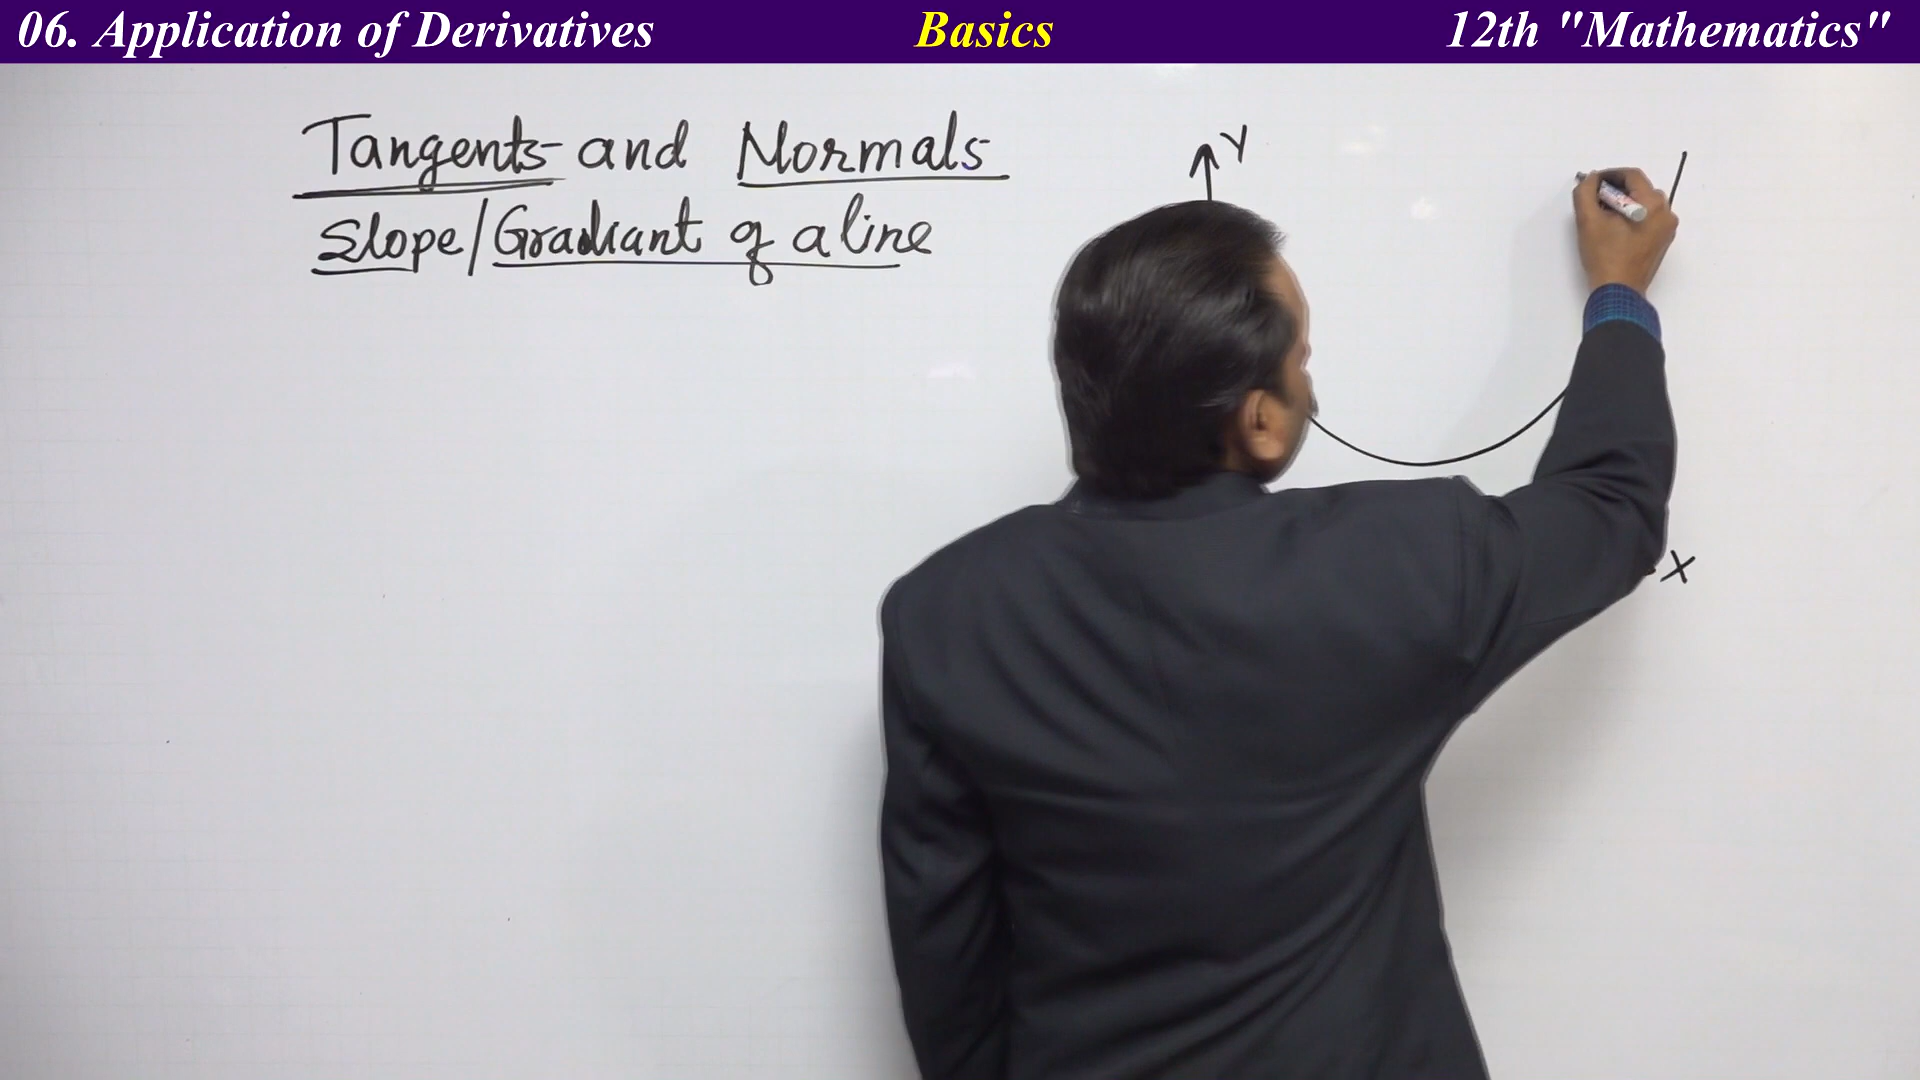 06. Application of Derivatives Basics 12th "Mathematics"
Tangents and Normals
Slope/Gradiant of a line
Y
X